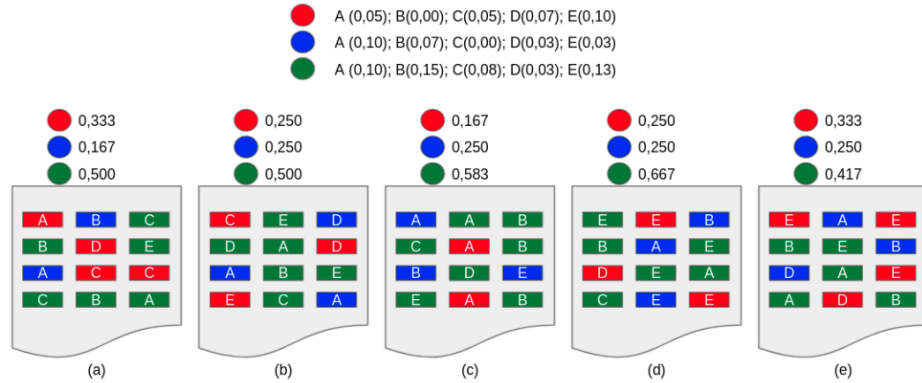 A (0,05); B(0,00); C(0,05); D(0,07); E(0,10)
A (0,10); B(0,07); C(0,00); D(0,03); E(0,03)
A (0,10); B(0,15); C(0,08); D(0,03); E(0,13)
0,333
0,167
0,500
A B C
B D E
A C C
C B A
(a)
0,250
0,250
0,500
C E D
D A D
A B E
E C A
(b)
0,167
0,250
0,583
A A B
C A B
B D E
E A B
(c)
0,250
0,250
0,667
E E B
B A E
D E A
C E E
(d)
0,333
0,250
0,417
E A E
B E B
D A E
A D B
(e)